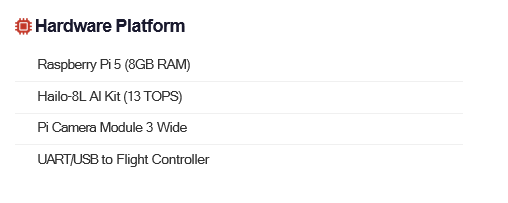 Hardware Platform
Raspberry Pi 5 (8GB RAM)
Hailo-8L AI Kit (13 TOPS)
Pi Camera Module 3 Wide
UART/USB to Flight Controller